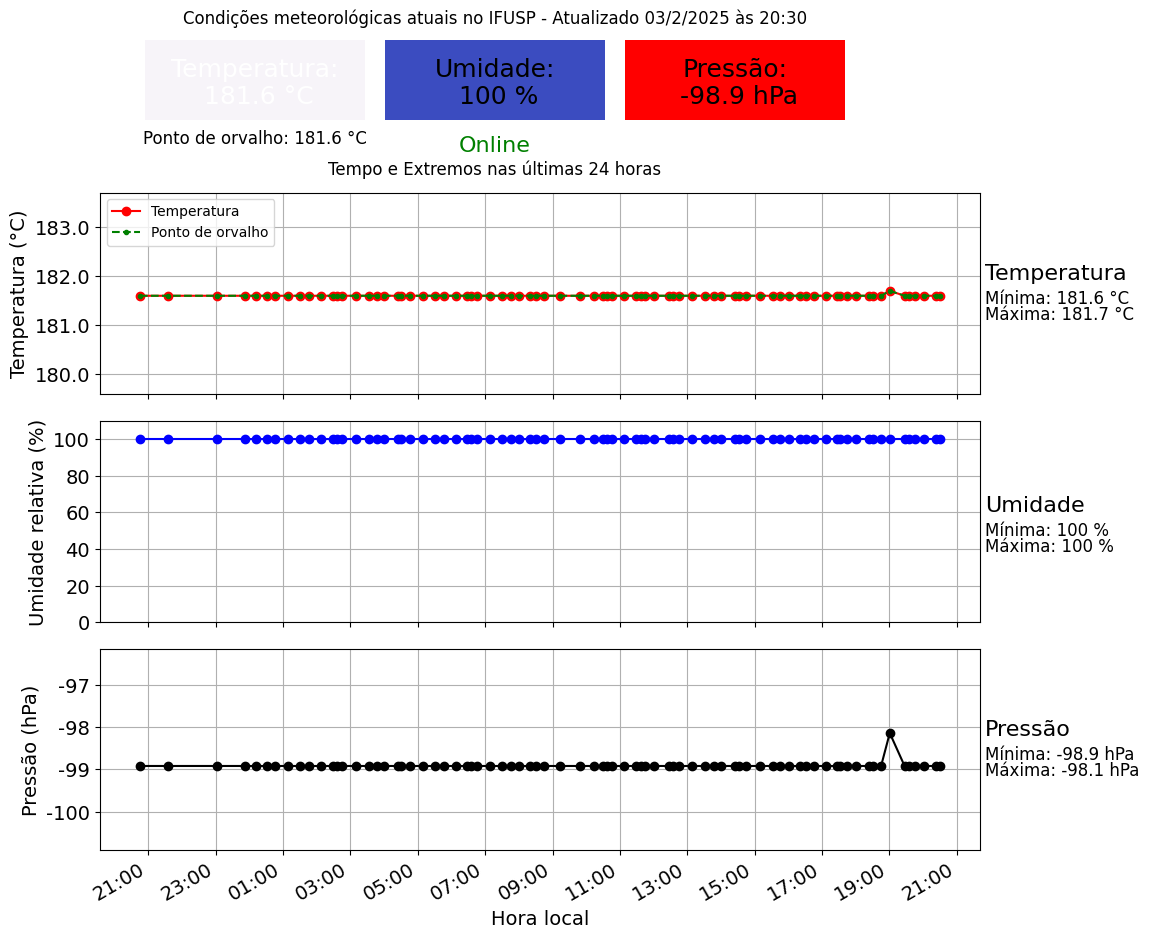 Condições meteorológicas atuais no IFUSP - Atualizado 03/2/2025 às 20:30
Temperatura:
181.6 °C
Umidade:
100 %
Pressão:
-98.9 hPa
Ponto de orvalho: 181.6 °C
Online
Tempo e Extremos nas últimas 24 horas
Temperatura (°C)
183.0
182.0
181.0
180.0
Temperatura
Ponto de orvalho
Temperatura
Mínima: 181.6 °C
Máxima: 181.7 °C
Umidade relativa (%)
100
80
60
40
20
0
Umidade
Mínima: 100 %
Máxima: 100 %
Pressão (hPa)
-97
-98
-99
-100
Pressão
Mínima: -98.9 hPa
Máxima: -98.1 hPa
21:00 23:00 01:00 03:00 05:00 07:00 09:00 11:00 13:00 15:00 17:00 19:00 21:00
Hora local